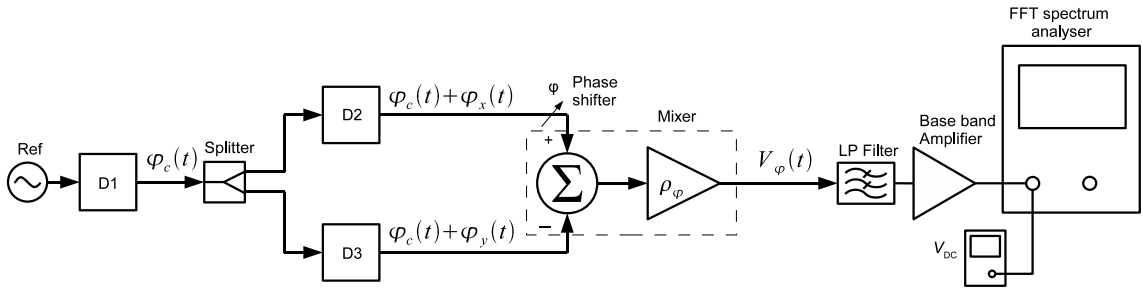 FFT spectrum
analyser
Ref
D1
φc(t)
Splitter
D2
φc(t)+φx(t)
φ
Phase
shifter
D3
φc(t)+φy(t)
+
−
Σ
Mixer
ρφ
Vφ(t)
LP Filter
Base band
Amplifier
VDC